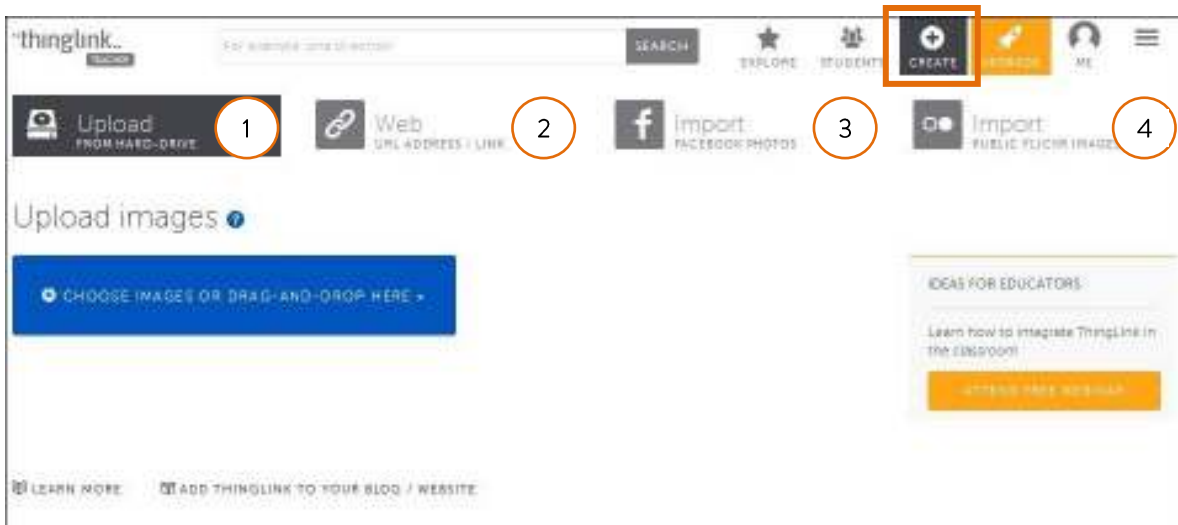 thinglink..
TEACHER
SEARCH
EXPLORE
STUDENTS
CREATE
UPGRADE
ME
Upload
FROM HARD-DRIVE
1
Web
URL ADDRESS / LINK
2
Import
FACEBOOK PHOTOS
3
Import
PUBLIC FLICKR IMAGES
4
Upload images
CHOOSE IMAGES OR DRAG-AND-DROP HERE »
IDEAS FOR EDUCATORS
Learn how to integrate ThingLink in
the classroom
ATTEND FREE WEBINAR
LEARN MORE
ADD THINGLINK TO YOUR BLOG / WEBSITE